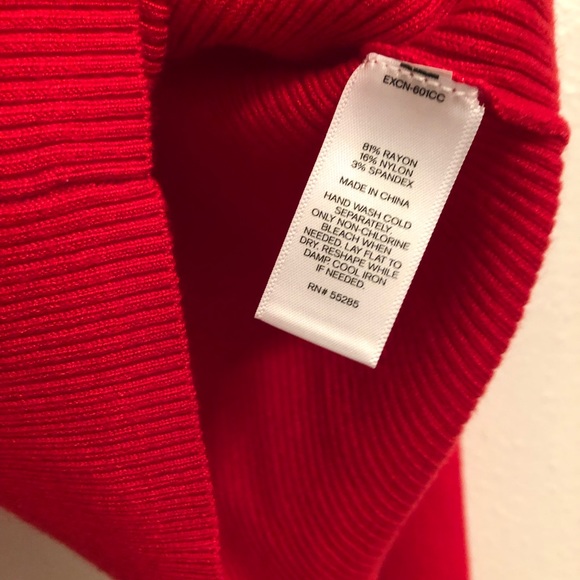 EXCN-601CC
81% RAYON
16% NYLON
3% SPANDEX
MADE IN CHINA
HAND WASH COLD
SEPARATELY.
ONLY NON-CHLORINE
BLEACH WHEN
NEEDED. LAY FLAT TO
DRY. RESHAPE WHILE
DAMP. COOL IRON
IF NEEDED.
RN# 55285